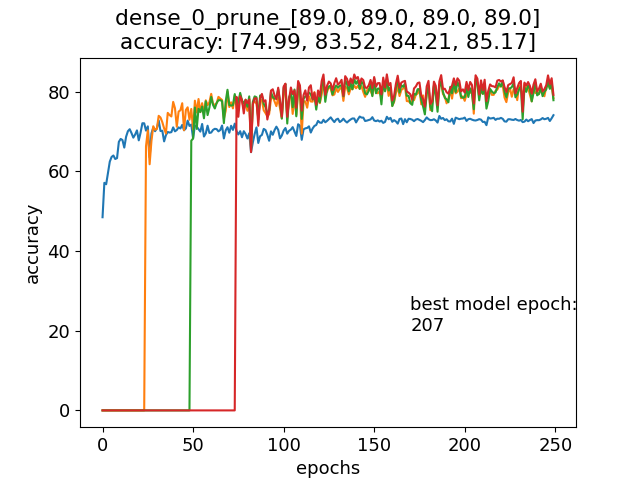 dense_0_prune_[89.0, 89.0, 89.0, 89.0]
accuracy: [74.99, 83.52, 84.21, 85.17]
80
60
40
20
0
accuracy
best model epoch:
207
0 50 100 150 200 250
epochs